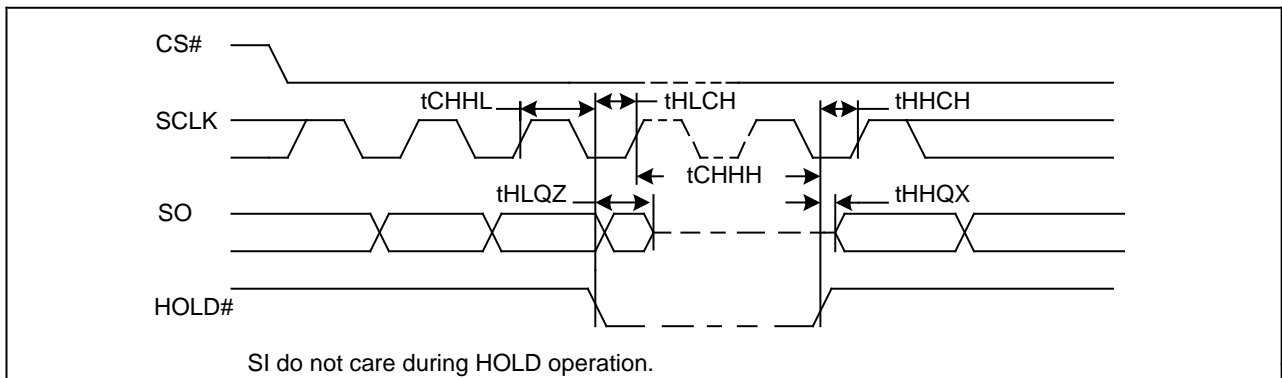 CS#
tCHHL
tHLCH
tHHCH
SCLK
tCHHH
tHLQZ
tHHQX
SO
HOLD#
SI do not care during HOLD operation.